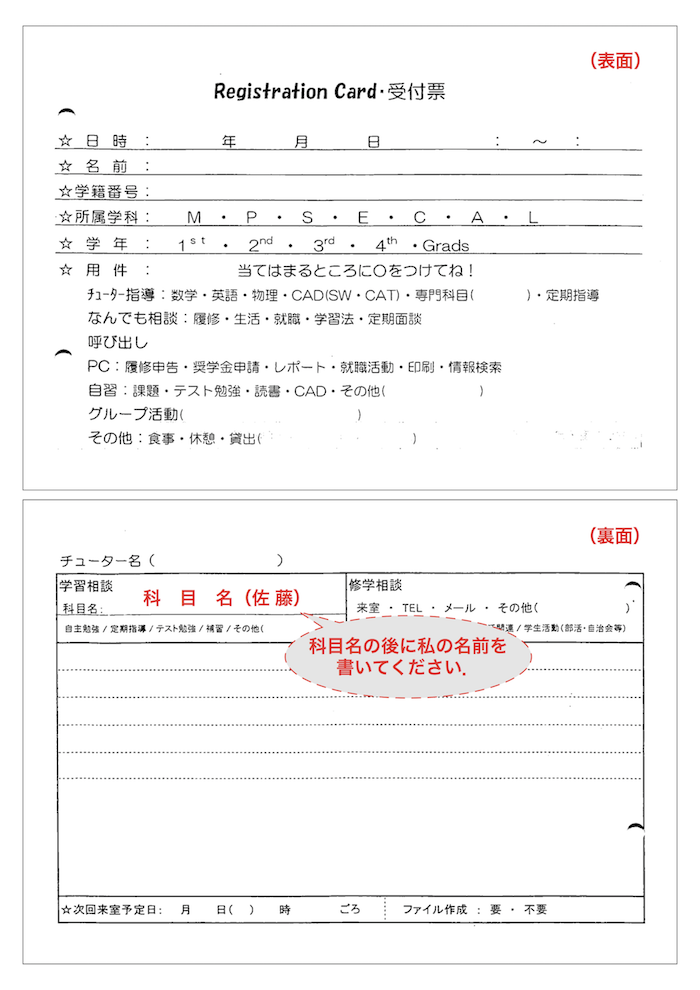 （表面）
Registration Card・受付票
☆ 日 時 ： 年 月 日 ： ～ ：
☆ 名 前 ：
☆学籍番号：
☆所属学科： M ・ P ・ S ・ E ・ C ・ A ・ L
☆ 学 年 ： 1st ・ 2nd ・ 3rd ・ 4th ・Grads
☆ 用 件 ： 当てはまるところに○をつけてね！
ﾁｭｰﾀｰ指導：数学・英語・物理・CAD(SW・CAT)・専門科目( )・定期指導
なんでも相談：履修・生活・就職・学習法・定期面談
呼び出し
PC：履修申告・奨学金申請・レポート・就職活動・印刷・情報検索
自習：課題・テスト勉強・読書・CAD・その他( )
グループ活動( )
その他：食事・休憩・貸出( )
（裏面）
チューター名（ ）
学習相談
科目名:
科 目 名（佐 藤）
自主勉強 / 定期指導 / テスト勉強 / 補習 / その他(
修学相談
来室 ・ TEL ・ メール ・ その他( )
関連 / 学生活動(部活・自治会等)
科目名の後に私の名前を
書いてください．
☆次回来室予定日: 月 日( ) 時 ごろ
ファイル作成 ： 要 ・ 不要